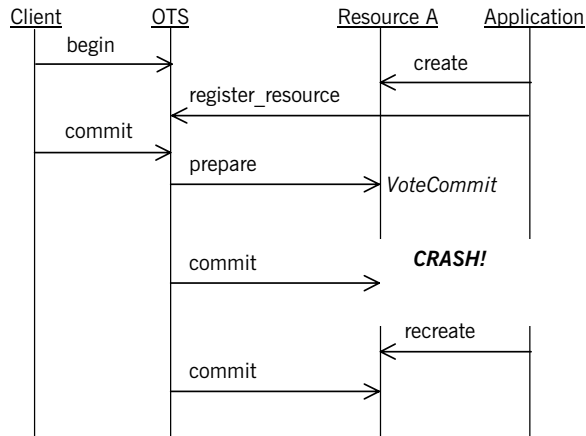 Client OTS Resource A Application
begin
create
register_resource
commit
prepare
VoteCommit
CRASH!
commit
recreate
commit